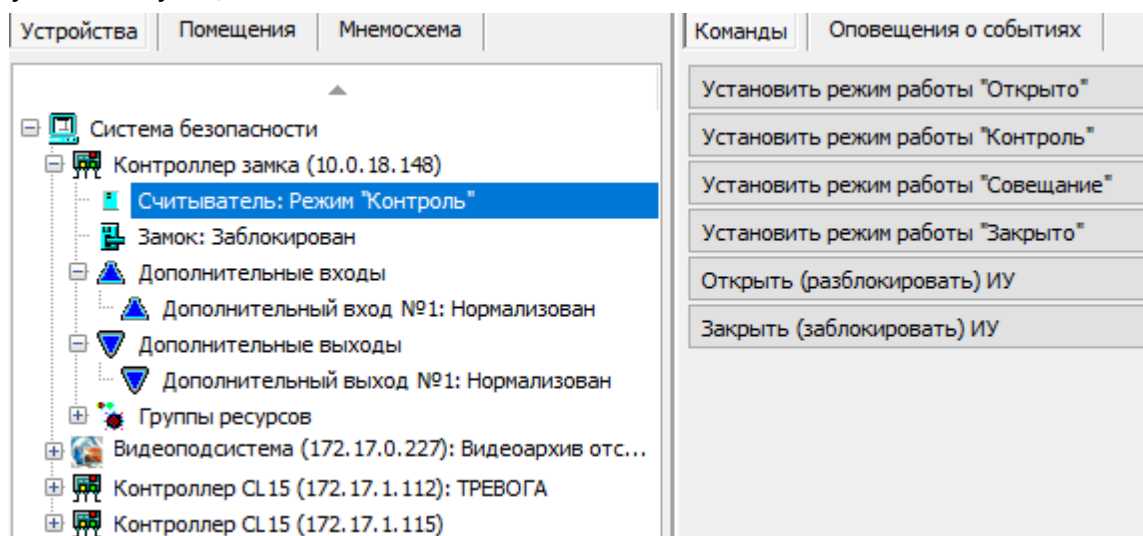 Устройства Помещения Мнемосхема
Система безопасности
Контроллер замка (10.0.18.148)
Считыватель: Режим "Контроль"
Замок: Заблокирован
Дополнительные входы
Дополнительный вход №1: Нормализован
Дополнительные выходы
Дополнительный выход №1: Нормализован
Группы ресурсов
Видеоподсистема (172.17.0.227): Видеоархив отс...
Контроллер CL15 (172.17.1.112): ТРЕВОГА
Контроллер CL15 (172.17.1.115)
Команды Оповещения о событиях
Установить режим работы "Открыто"
Установить режим работы "Контроль"
Установить режим работы "Совещание"
Установить режим работы "Закрыто"
Открыть (разблокировать) ИУ
Закрыть (заблокировать) ИУ